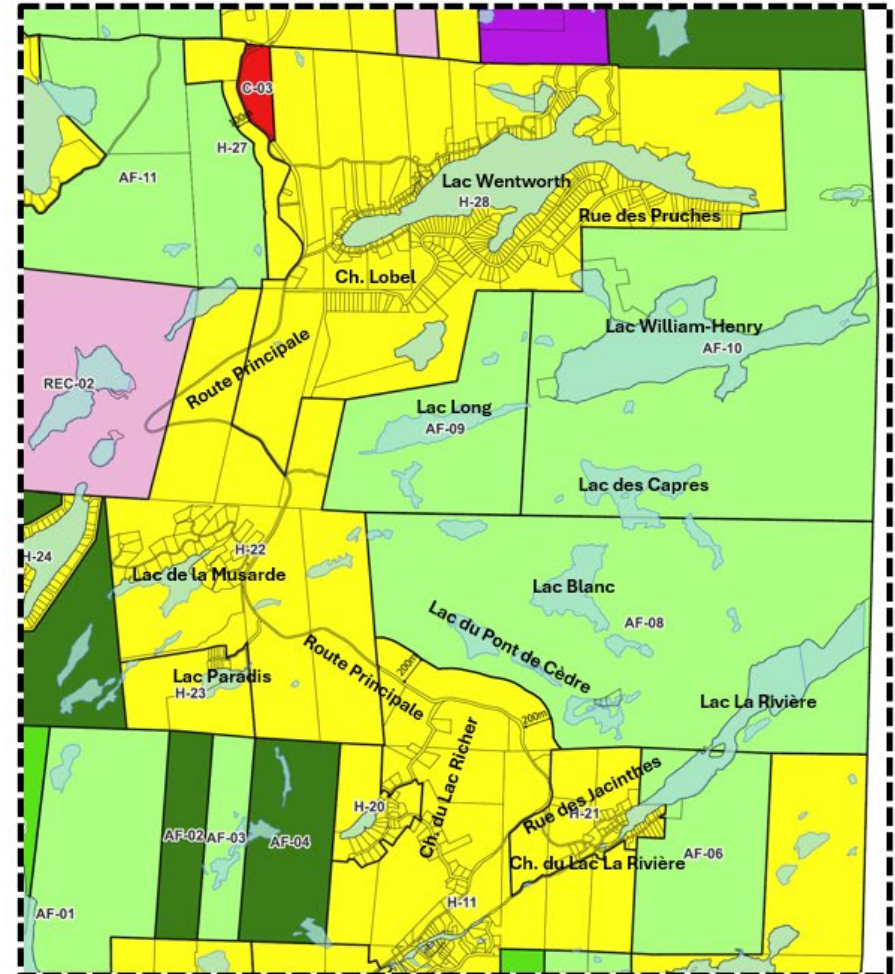 C-03
200m
H-27
AF-11
Lac Wentworth
H-28
Rue des Pruches
Ch. Lobel
Lac William-Henry
AF-10
Route Principale
REC-02
Lac Long
AF-09
Lac des Capres
H-24
H-22
Lac de la Musarde
Lac Blanc
AF-08
Lac du Pont de Cèdre
Route Principale
200m
Lac Paradis
H-23
Lac La Rivière
200m
Ch. du Lac Richer
Rue des Jacinthes
H-20
H-21
AF-02
AF-03
AF-04
Ch. du Lac La Rivière
AF-06
H-11
AF-01